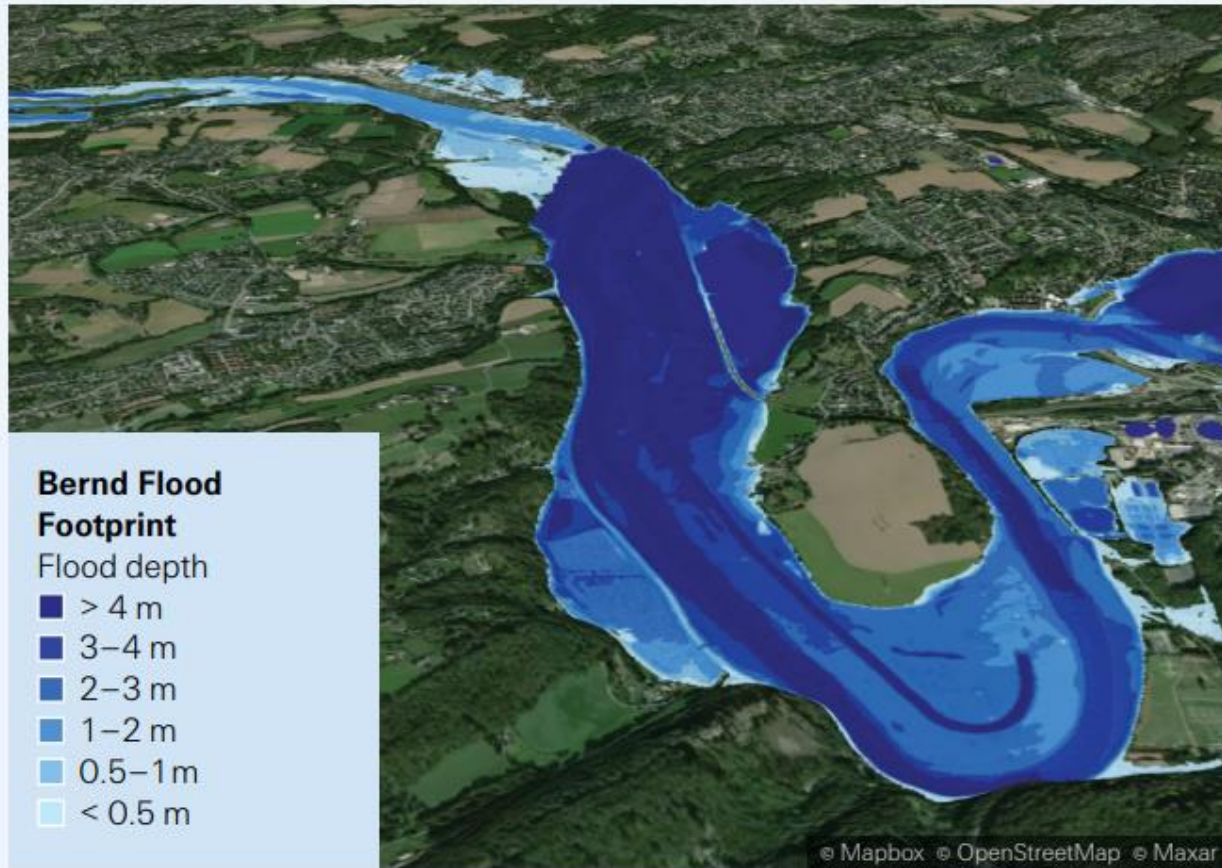 Bernd Flood
Footprint
Flood depth
> 4 m
3–4 m
2–3 m
1–2 m
0.5–1 m
< 0.5 m
© Mapbox © OpenStreetMap © Maxar